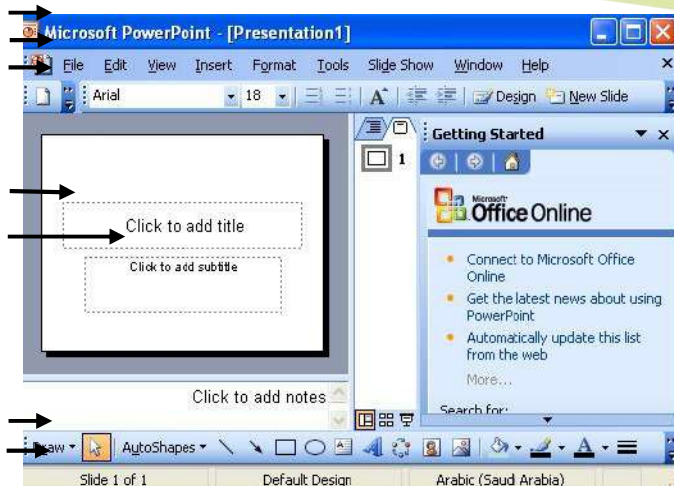 Microsoft PowerPoint - [Presentation1]
File Edit View Insert Format Tools Slide Show Window Help
Arial 18 A Design New Slide
1
Getting Started
Click to add title
Click to add subtitle
Microsoft
Office Online
Connect to Microsoft Office
Online
Get the latest news about using
PowerPoint
Automatically update this list
from the web
More...
Search for:
Click to add notes
Draw AutoShapes A A
Slide 1 of 1 Default Design Arabic (Saud Arabia)